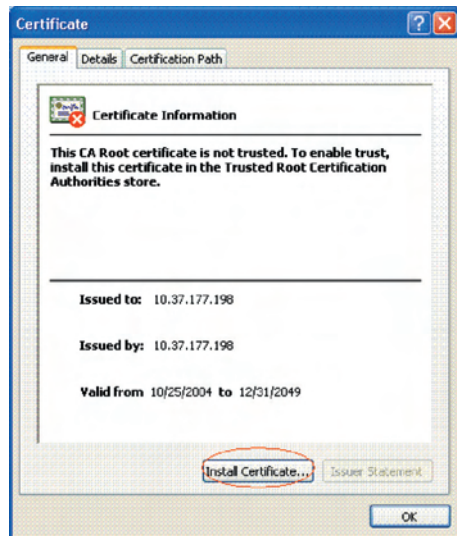 Certificate
General Details Certification Path
Certificate Information
This CA Root certificate is not trusted. To enable trust,
install this certificate in the Trusted Root Certification
Authorities store.
Issued to: 10.37.177.198
Issued by: 10.37.177.198
Valid from 10/25/2004 to 12/31/2049
Install Certificate...
Issuer Statement
OK